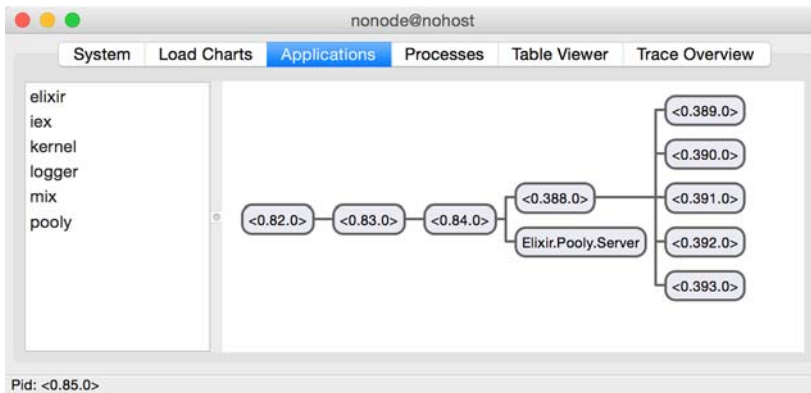 nonode@nohost
System Load Charts Applications Processes Table Viewer Trace Overview
elixir
iex
kernel
logger
mix
pooly
<0.82.0>
<0.83.0>
<0.84.0>
<0.388.0>
Elixir.Pooly.Server
<0.389.0>
<0.390.0>
<0.391.0>
<0.392.0>
<0.393.0>
Pid: <0.85.0>